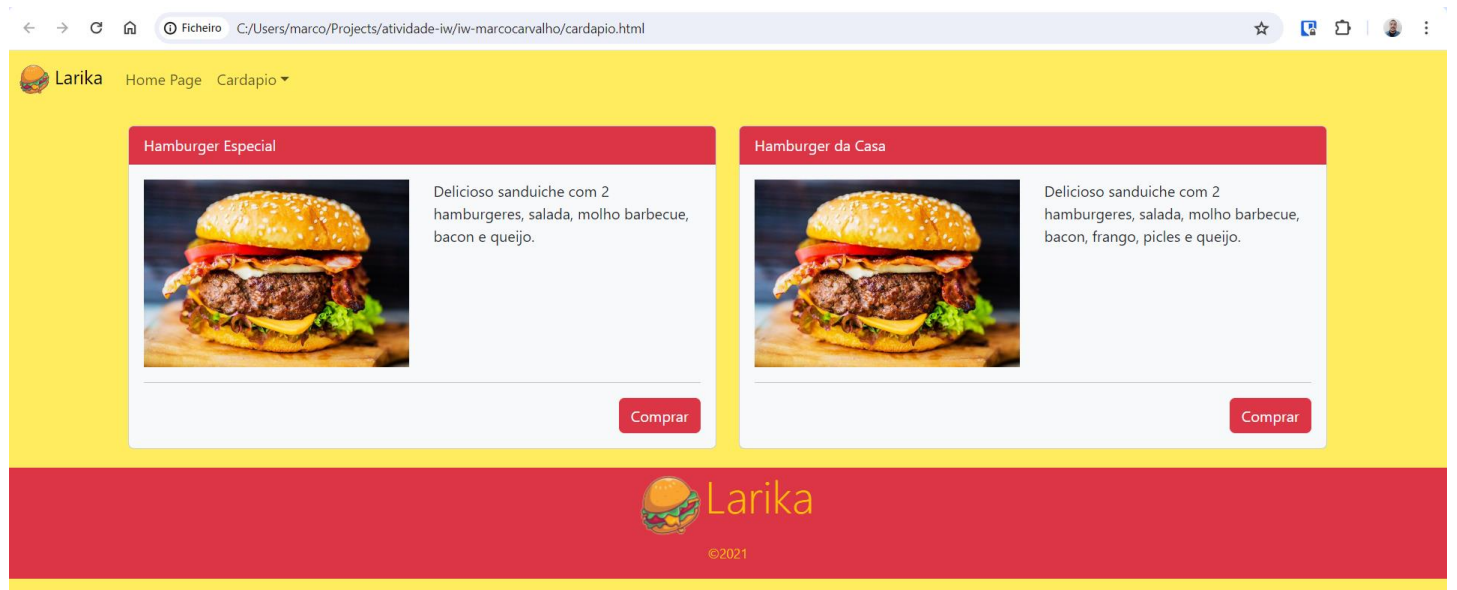 Ficheiro C:/Users/marco/Projects/atividade-iw/iw-marcocarvalho/cardapio.html
Larika Home Page Cardapio
Hamburger Especial
Delicioso sanduiche com 2
hamburgeres, salada, molho barbecue,
bacon e queijo.
Comprar
Hamburger da Casa
Delicioso sanduiche com 2
hamburgeres, salada, molho barbecue,
bacon, frango, picles e queijo.
Comprar
Larika
©2021